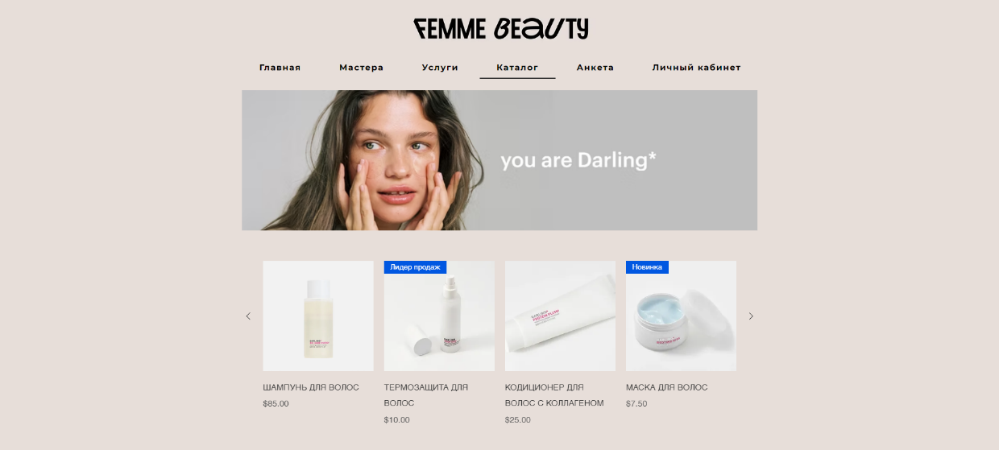 FEMME BEAUTY
Главная Мастера Услуги Каталог Анкета Личный кабинет
you are Darling*
Лидер продаж
Новинка
ШАМПУНЬ ДЛЯ ВОЛОС
$85.00
ТЕРМОЗАЩИТА ДЛЯ
ВОЛОС
$10.00
КОДИЦИОНЕР ДЛЯ
ВОЛОС С КОЛЛАГЕНОМ
$25.00
МАСКА ДЛЯ ВОЛОС
$7.50